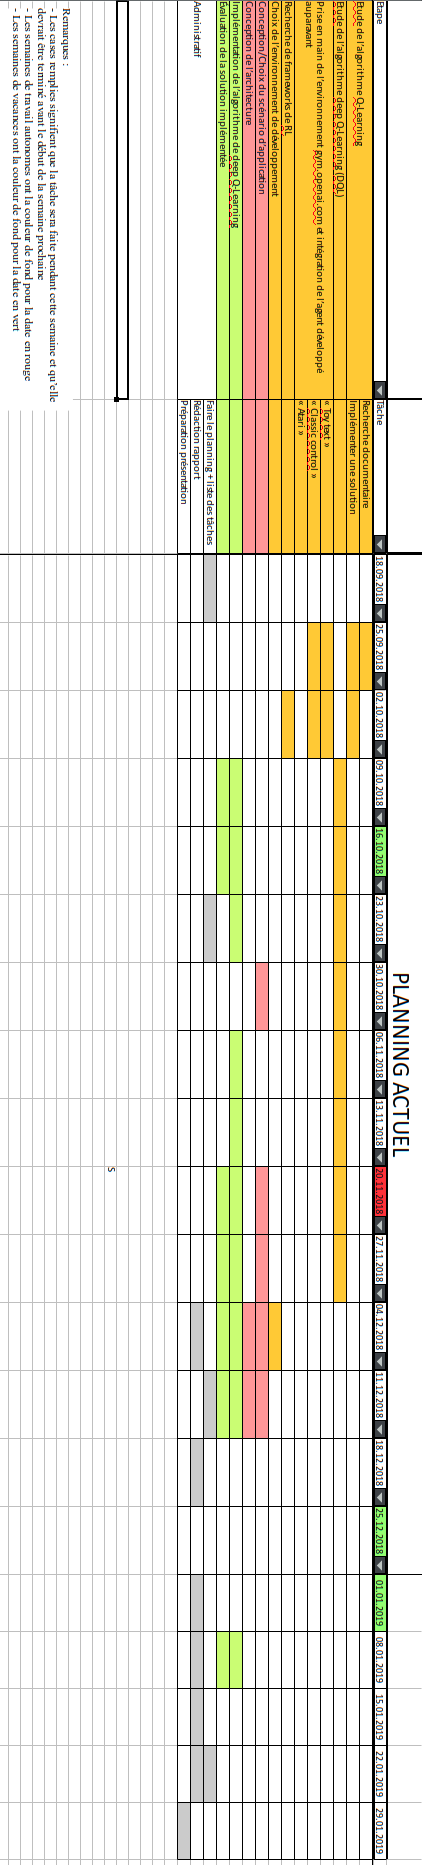 PLANNING ACTUEL
Etape
Tâche
18.09.2018
25.09.2018
02.10.2018
09.10.2018
16.10.2018
23.10.2018
30.10.2018
06.11.2018
13.11.2018
20.11.2018
27.11.2018
04.12.2018
11.12.2018
18.12.2018
25.12.2018
01.01.2019
08.01.2019
15.01.2019
22.01.2019
29.01.2019
Etude de l'algorithme Q-Learning
Recherche documentaire
Implémenter une solution
Etude de l'algorithme deep Q-Learning (DQL)
Prise en main de l'environnement gym.openai.com et intégration de l'agent développé
auparavant
« Toy text »
« Classic control »
« Atari »
Recherche de frameworks de RL
Choix de l'environnement de développement
Conception/Choix du scénario d'application
Conception de l'architecture
Implémentation de l'algorithme de deep Q-Learning
Evaluation de la solution implémentée
Administratif
Faire le planning + liste des tâches
Rédaction rapport
Préparation présentation
s
Remarques :
- Les cases remplies signifient que la tâche sera faite pendant cette semaine et qu'elle
devrait être terminé avant le début de la semaine prochaine
- Les semaines de travail autonomes ont la couleur de fond pour la date en rouge
- Les semaines de vacances ont la couleur de fond pour la date en vert